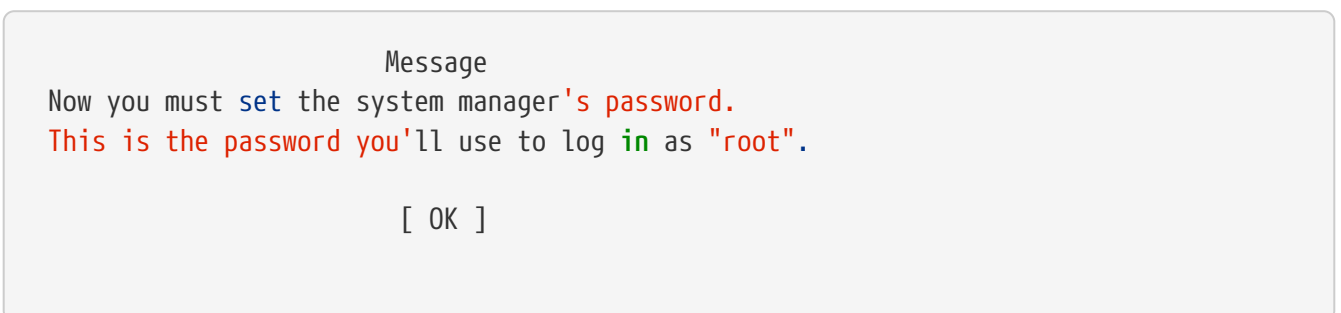 Message
Now you must set the system manager's password.
This is the password you'll use to log in as "root".
[ OK ]